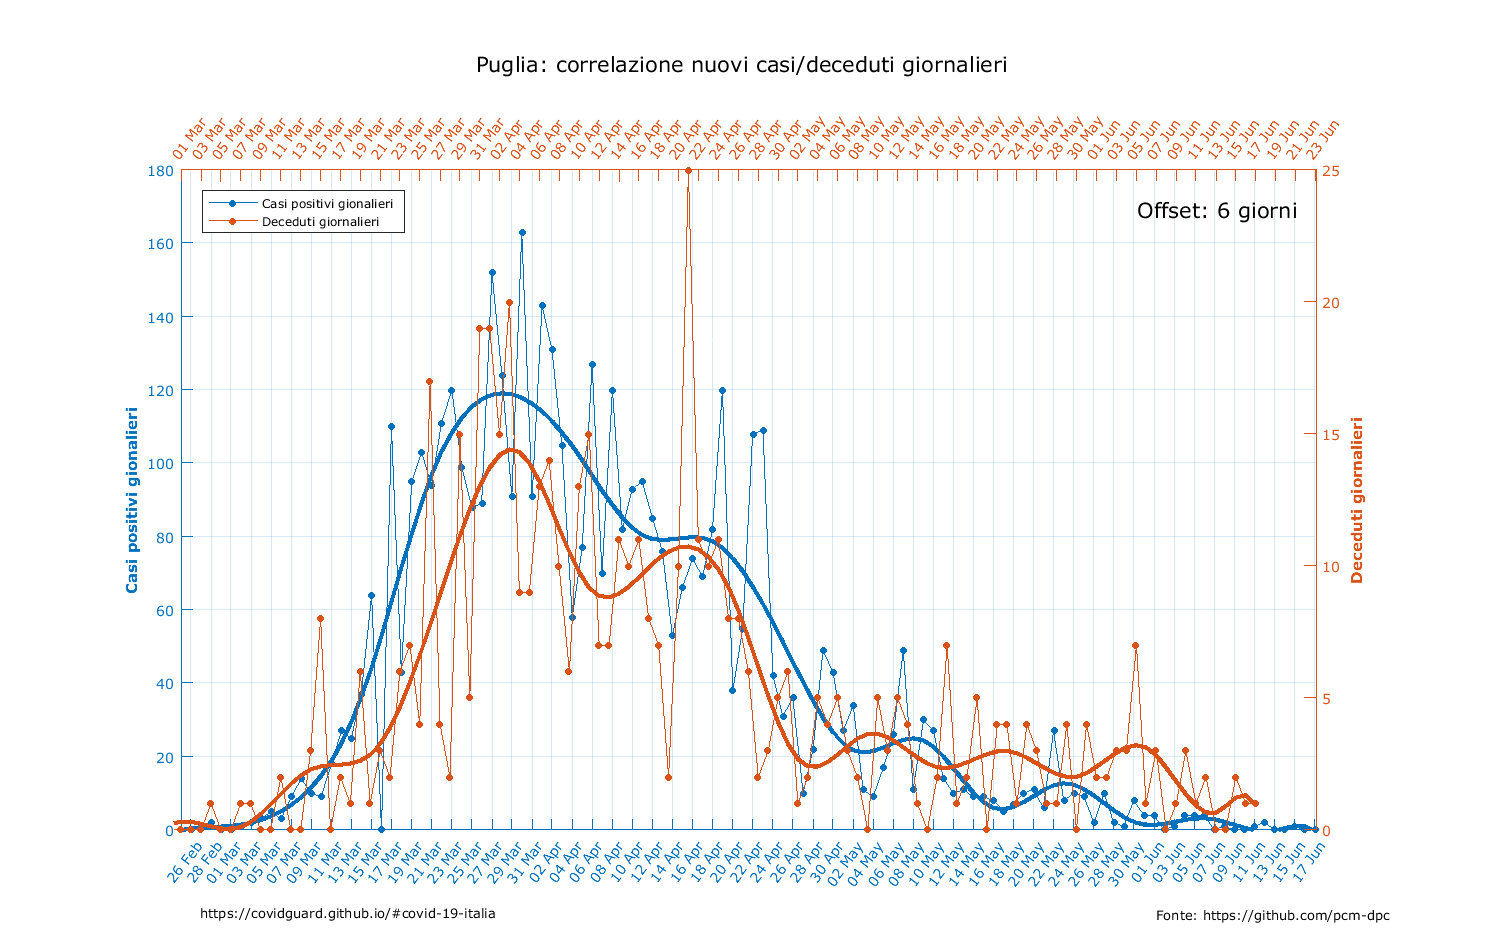 Puglia: correlazione nuovi casi/deceduti giornalieri
01 Mar 03 Mar 05 Mar 07 Mar 09 Mar 11 Mar 13 Mar 15 Mar 17 Mar 19 Mar 21 Mar 23 Mar 25 Mar 27 Mar 29 Mar 31 Mar 02 Apr 04 Apr 06 Apr 08 Apr 10 Apr 12 Apr 14 Apr 16 Apr 18 Apr 20 Apr 22 Apr 24 Apr 26 Apr 28 Apr 30 Apr 02 May 04 May 06 May 08 May 10 May 12 May 14 May 16 May 18 May 20 May 22 May 24 May 26 May 28 May 30 May 01 Jun 03 Jun 05 Jun 07 Jun 09 Jun 11 Jun 13 Jun 15 Jun 17 Jun 19 Jun 21 Jun 23 Jun
Casi positivi gionalieri
Deceduti giornalieri
Offset: 6 giorni
180
160
140
120
100
80
60
40
20
0
Casi positivi gionalieri
25
20
15
10
5
0
Deceduti giornalieri
26 Feb 28 Feb 01 Mar 03 Mar 05 Mar 07 Mar 09 Mar 11 Mar 13 Mar 15 Mar 17 Mar 19 Mar 21 Mar 23 Mar 25 Mar 27 Mar 29 Mar 31 Mar 02 Apr 04 Apr 06 Apr 08 Apr 10 Apr 12 Apr 14 Apr 16 Apr 18 Apr 20 Apr 22 Apr 24 Apr 26 Apr 28 Apr 30 Apr 02 May 04 May 06 May 08 May 10 May 12 May 14 May 16 May 18 May 20 May 22 May 24 May 26 May 28 May 30 May 01 Jun 03 Jun 05 Jun 07 Jun 09 Jun 11 Jun 13 Jun 15 Jun 17 Jun
https://covidguard.github.io/#covid-19-italia
Fonte: https://github.com/pcm-dpc